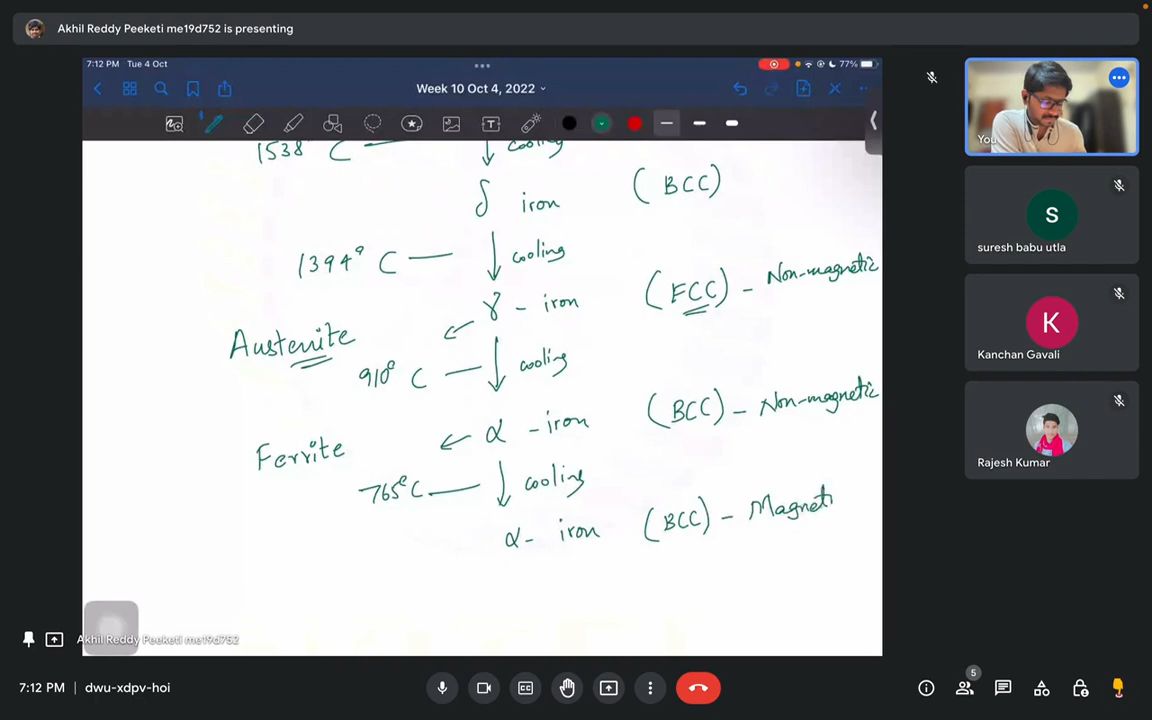 Akhil Reddy Peeketi me19d752 is presenting
7:12 PM Tue 4 Oct
77%
Week 10 Oct 4, 2022
1538° C cooling
δ iron (BCC)
1394° C — cooling
γ - iron (FCC) - Non-magnetic
Austenite
910° C — cooling
α - iron (BCC) - Non-magnetic
Ferrite
765°C — cooling
α - iron (BCC) - Magneti
You
S
suresh babu utla
K
Kanchan Gavali
Rajesh Kumar
Akhil Reddy Peeketi me19d752
7:12 PM | dwu-xdpv-hoi
5